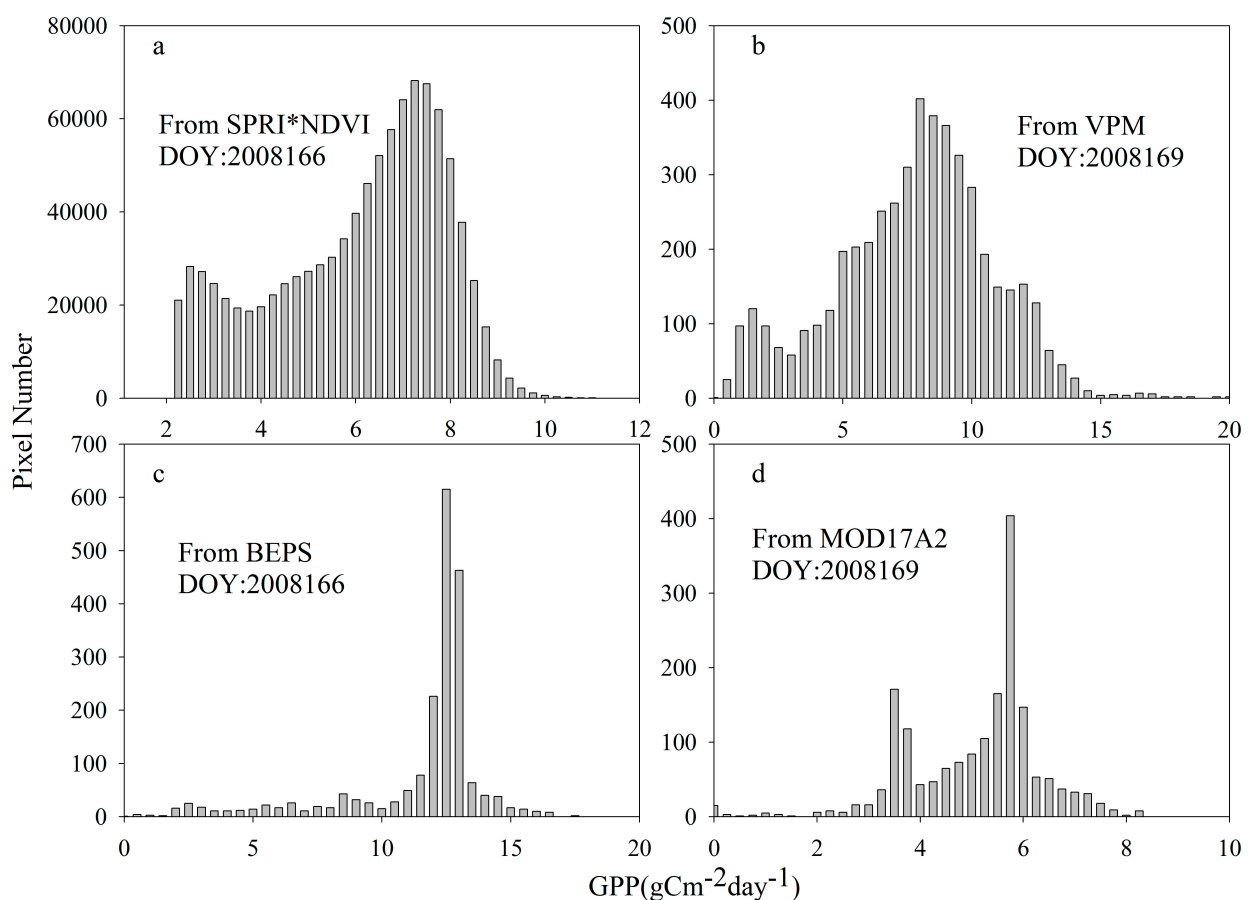 80000
60000
40000
20000
0
a
From SPRI*NDVI
DOY:2008166
2 4 6 8 10 12
500
400
300
200
100
0
b
From VPM
DOY:2008169
0 5 10 15 20
Pixel Number
700
600
500
400
300
200
100
0
c
From BEPS
DOY:2008166
0 5 10 15 20
500
400
300
200
100
0
d
From MOD17A2
DOY:2008169
0 2 4 6 8 10
GPP(gCm-2day-1)